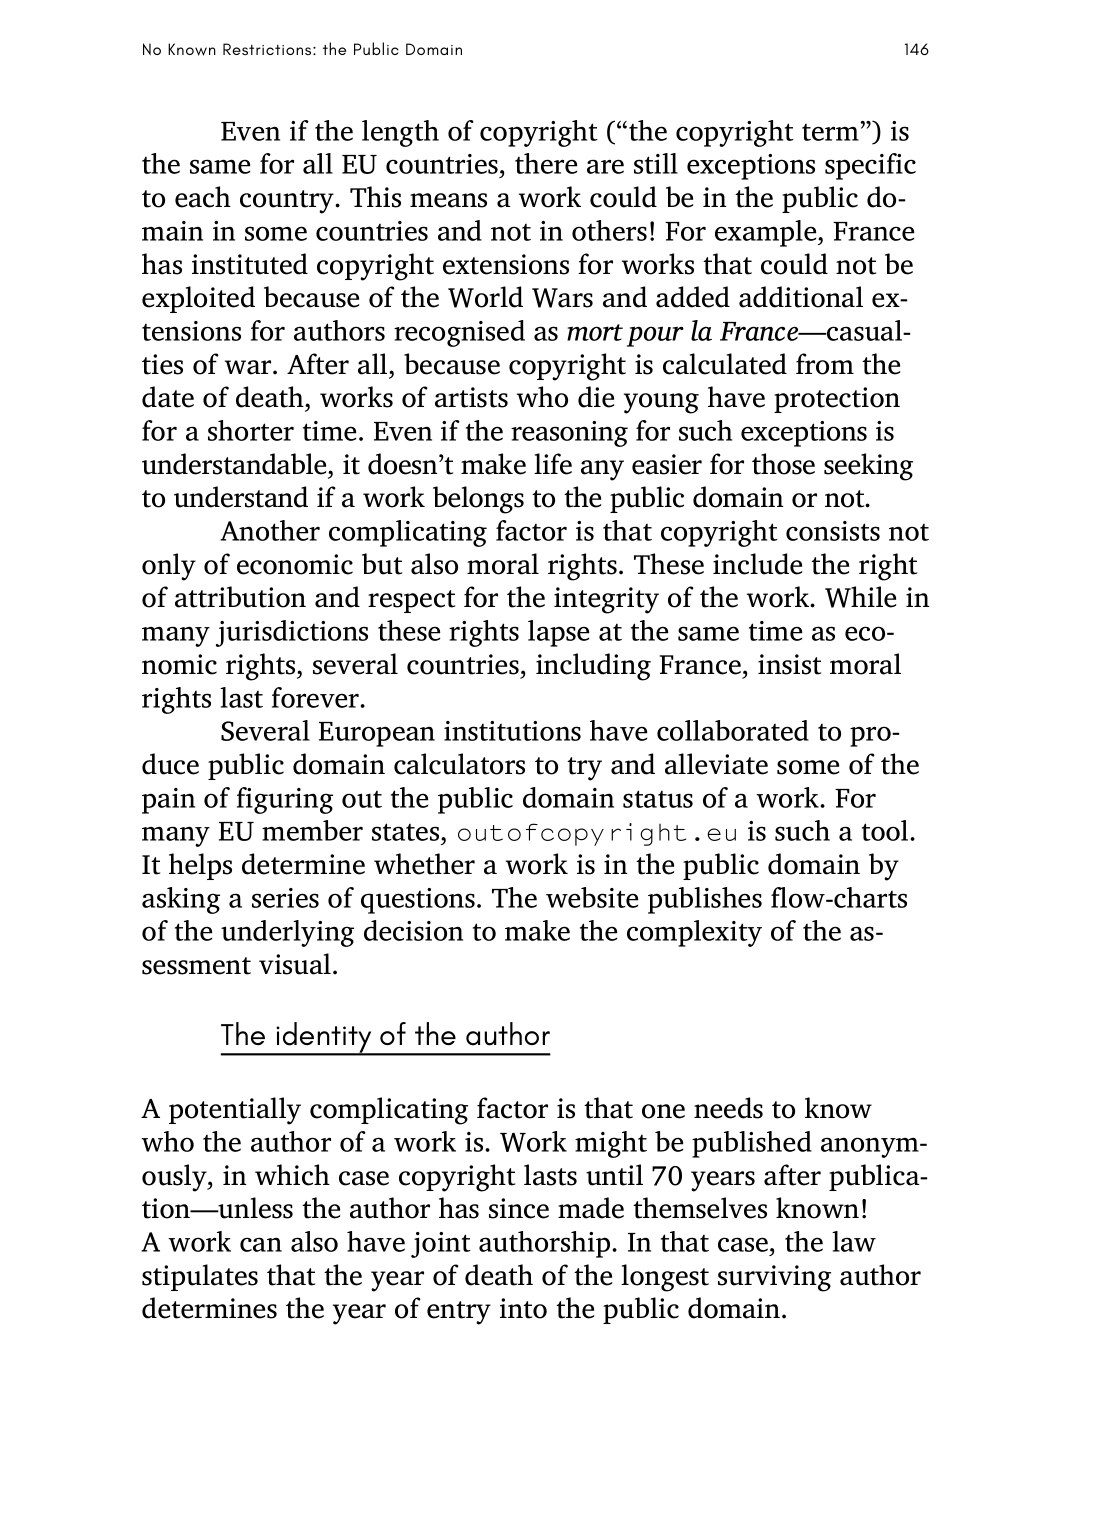 No Known Restrictions: the Public Domain 146
Even if the length of copyright (“the copyright term”) is
the same for all EU countries, there are still exceptions specific
to each country. This means a work could be in the public do-
main in some countries and not in others! For example, France
has instituted copyright extensions for works that could not be
exploited because of the World Wars and added additional ex-
tensions for authors recognised as mort pour la France—casual-
ties of war. After all, because copyright is calculated from the
date of death, works of artists who die young have protection
for a shorter time. Even if the reasoning for such exceptions is
understandable, it doesn’t make life any easier for those seeking
to understand if a work belongs to the public domain or not.
Another complicating factor is that copyright consists not
only of economic but also moral rights. These include the right
of attribution and respect for the integrity of the work. While in
many jurisdictions these rights lapse at the same time as eco-
nomic rights, several countries, including France, insist moral
rights last forever.
Several European institutions have collaborated to pro-
duce public domain calculators to try and alleviate some of the
pain of figuring out the public domain status of a work. For
many EU member states, outofcopyright.eu is such a tool.
It helps determine whether a work is in the public domain by
asking a series of questions. The website publishes flow-charts
of the underlying decision to make the complexity of the as-
sessment visual.
The identity of the author
A potentially complicating factor is that one needs to know
who the author of a work is. Work might be published anonym-
ously, in which case copyright lasts until 70 years after publica-
tion—unless the author has since made themselves known!
A work can also have joint authorship. In that case, the law
stipulates that the year of death of the longest surviving author
determines the year of entry into the public domain.